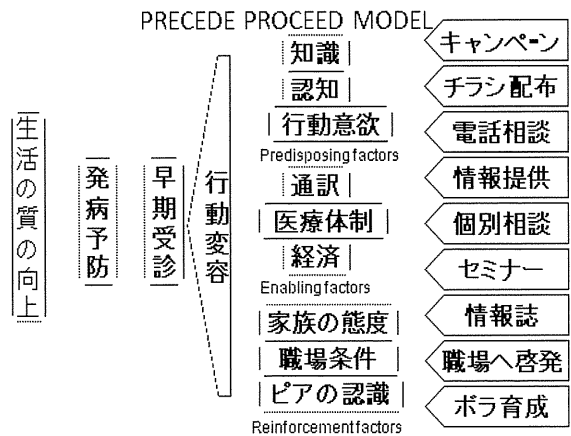 PRECEDE PROCEED MODEL
生活の質の向上
発病予防
早期受診
行動変容
知識
認知
行動意欲
Predisposing factors
通訳
医療体制
経済
Enabling factors
家族の態度
職場条件
ピアの認識
Reinforcement factors
キャンペーン
チラシ配布
電話相談
情報提供
個別相談
セミナー
情報誌
職場へ啓発
ボラ育成